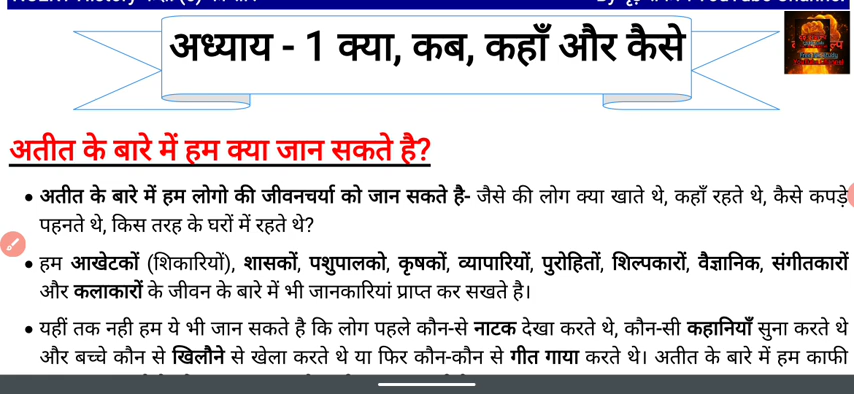 अध्याय - 1 क्या, कब, कहाँ और कैसे
अतीत के बारे में हम क्या जान सकते है?
• अतीत के बारे में हम लोगो की जीवनचर्या को जान सकते है- जैसे की लोग क्या खाते थे, कहाँ रहते थे, कैसे कपड़े
पहनते थे, किस तरह के घरों में रहते थे?
• हम आखेटकों (शिकारियों), शासकों, पशुपालको, कृषकों, व्यापारियों, पुरोहितों, शिल्पकारों, वैज्ञानिक, संगीतकारों
और कलाकारों के जीवन के बारे में भी जानकारियां प्राप्त कर सखते है।
• यहीं तक नही हम ये भी जान सकते है कि लोग पहले कौन-से नाटक देखा करते थे, कौन-सी कहानियाँ सुना करते थे
और बच्चे कौन से खिलौने से खेला करते थे या फिर कौन-कौन से गीत गाया करते थे। अतीत के बारे में हम काफी